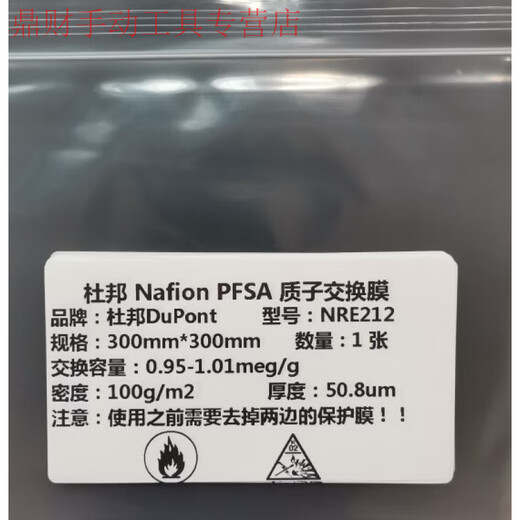 鼎财手动工具专营店
杜邦 Nafion PFSA 质子交换膜
品牌：杜邦DuPont 型号：NRE212
规格：300mm*300mm 数量：1 张
交换容量：0.95-1.01meg/g
密度：100g/m2 厚度：50.8um
注意：使用之前需要去掉两边的保护膜！！
02